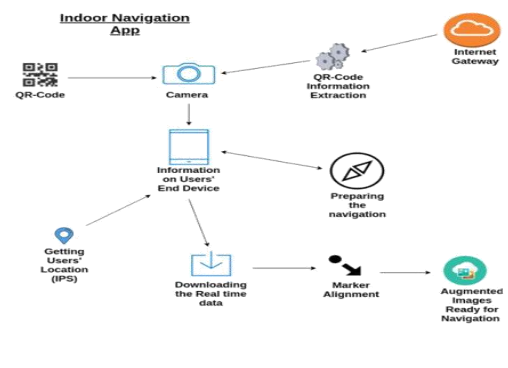 Indoor Navigation
App
Internet
Gateway
QR-Code
Camera
QR-Code
Information
Extraction
Information
on Users'
End Device
Preparing
the
navigation
Getting
Users'
Location
(IPS)
Downloading
the Real time
data
Marker
Alignment
Augmented
Images
Ready for
Navigation